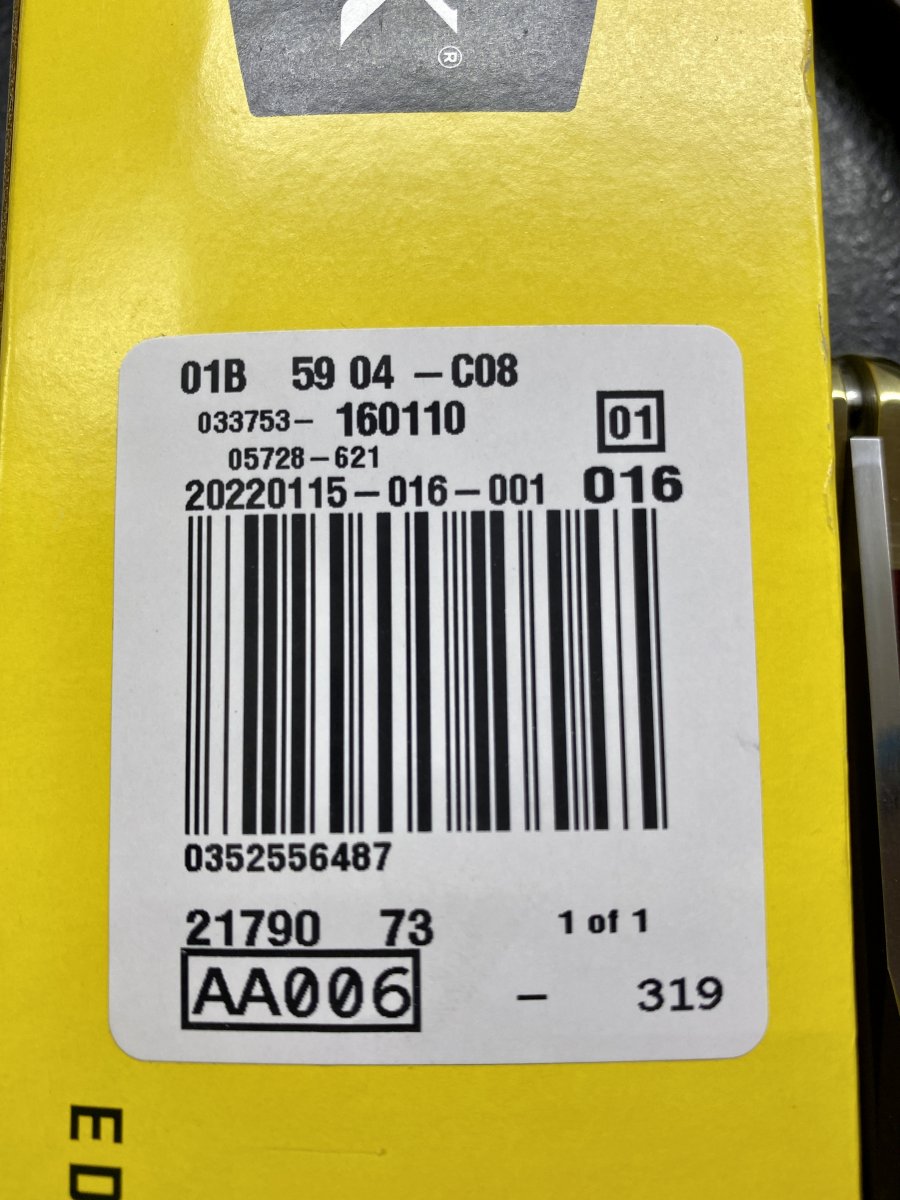 ®
01B 59 04 – C08
033753– 160110
01
05728–621
20220115–016–001 016
0352556487
21790 73 1 of 1
AA006 – 319
ED